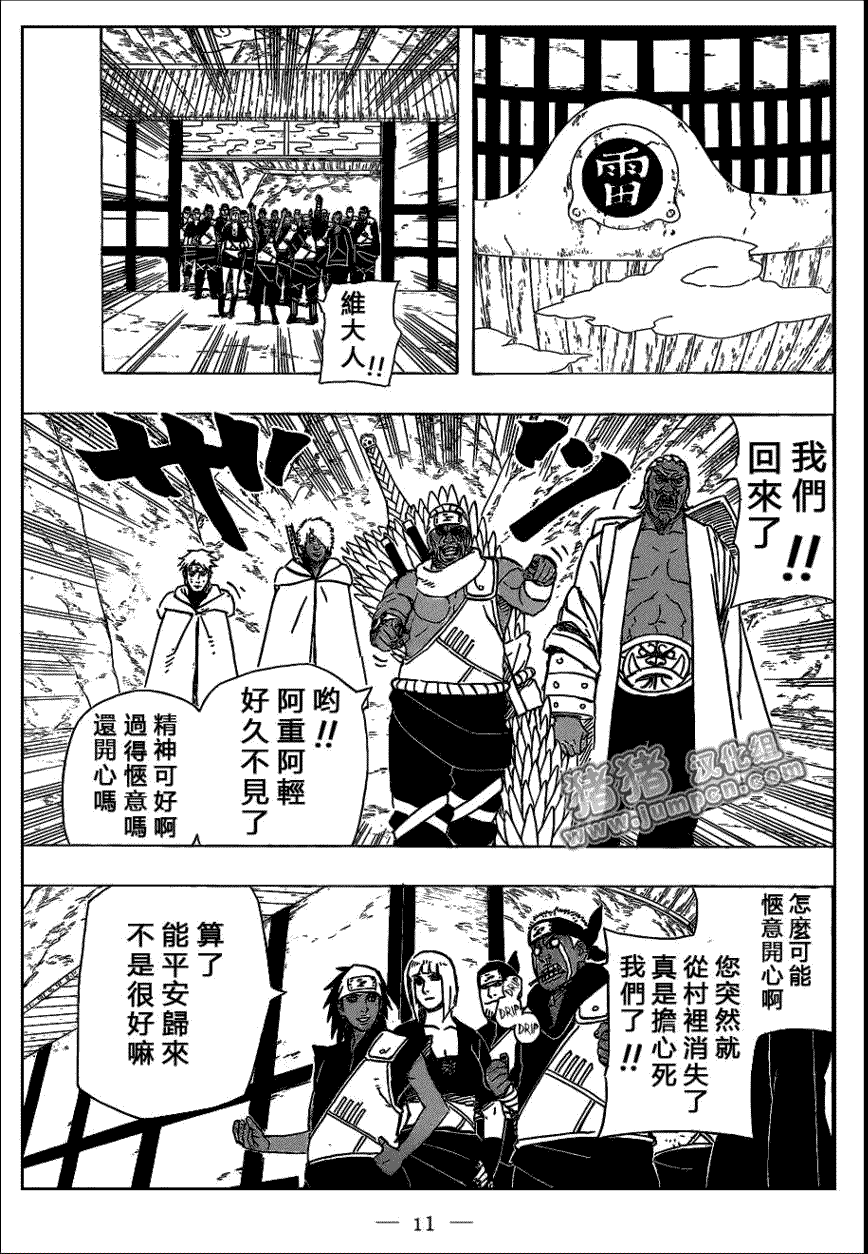 雷
維大人!!
我們
回來了
!!
ザッ
哟!!
阿重阿輕
好久不見了
精神可好啊
過得愜意嗎
還開心嗎
猪猪汉化组
www.jumpcn.com
怎麼可能
愜意開心啊
您突然就
從村裡消失了
真是擔心死
我們了!!
DRIP
DRIP
算了
能平安歸來
不是很好嘛
— 11 —